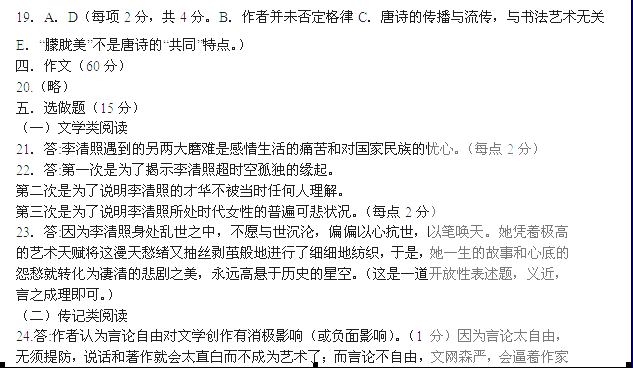 19. A. D(每项 2 分，共 4 分。B. 作者并未否定格律 C. 唐诗的传播与流传，与书法艺术无关
E. “朦胧美”不是唐诗的“共同”特点。)
四. 作文(60 分)
20.（略）
五. 选做题(15 分)
（一）文学类阅读
21. 答:李清照遇到的另两大磨难是感情生活的痛苦和对国家民族的忧心。(每点 2 分)
22. 答:第一次是为了揭示李清照超时空孤独的缘起。
第二次是为了说明李清照的才华不被当时任何人理解。
第三次是为了说明李清照所处时代女性的普遍可悲状况。(每点 2 分)
23. 答:因为李清照身处乱世之中，不愿与世沉沦，偏偏以心抗世，以笔唤天。她凭着极高
的艺术天赋将这漫天愁绪又抽丝剥茧般地进行了细细地纺织，于是，她一生的故事和心底的
怨愁就转化为凄清的悲剧之美，永远高悬于历史的星空。(这是一道开放性表述题，义近，
言之成理即可。)
（二）传记类阅读
24.答:作者认为言论自由对文学创作有消极影响（或负面影响）。(1 分）因为言论太自由，
无须提防，说话和著作就会太直白而不成为艺术了；而言论不自由，文网森严，会逼着作家